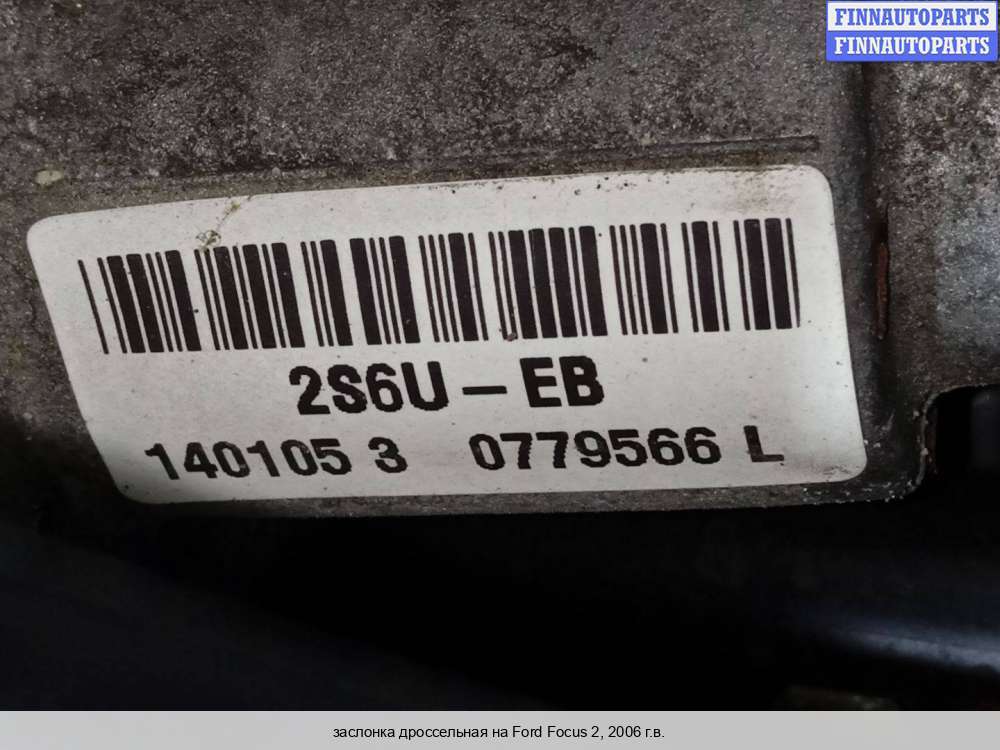 FINNAUTOPARTS
FINNAUTOPARTS
2S6U-EB
140105 3 0779566 L
заслонка дроссельная на Ford Focus 2, 2006 г.в.